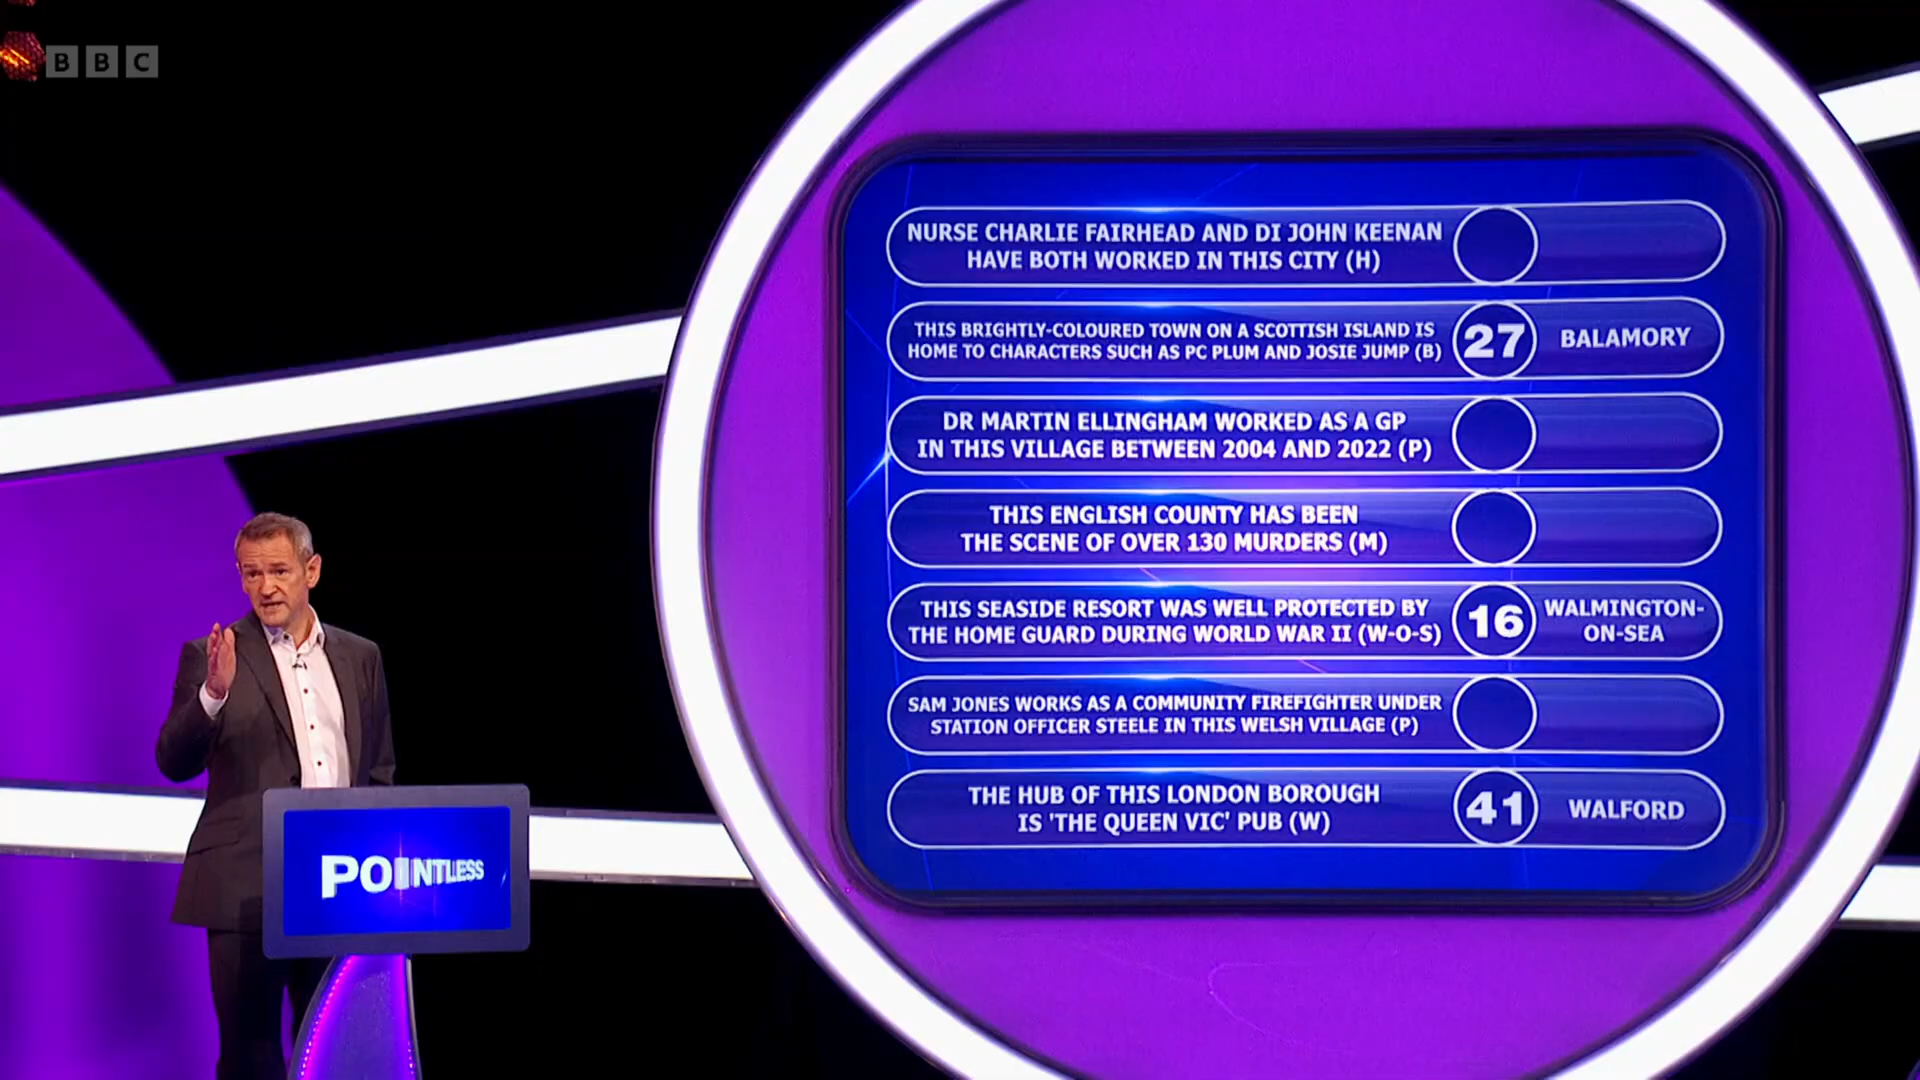 BBC
NURSE CHARLIE FAIRHEAD AND DI JOHN KEENAN
HAVE BOTH WORKED IN THIS CITY (H)
THIS BRIGHTLY-COLOURED TOWN ON A SCOTTISH ISLAND IS
HOME TO CHARACTERS SUCH AS PC PLUM AND JOSIE JUMP (B)
27
BALAMORY
DR MARTIN ELLINGHAM WORKED AS A GP
IN THIS VILLAGE BETWEEN 2004 AND 2022 (P)
THIS ENGLISH COUNTY HAS BEEN
THE SCENE OF OVER 130 MURDERS (M)
THIS SEASIDE RESORT WAS WELL PROTECTED BY
THE HOME GUARD DURING WORLD WAR II (W-O-S)
16
WALMINGTON-
ON-SEA
SAM JONES WORKS AS A COMMUNITY FIREFIGHTER UNDER
STATION OFFICER STEELE IN THIS WELSH VILLAGE (P)
THE HUB OF THIS LONDON BOROUGH
IS 'THE QUEEN VIC' PUB (W)
41
WALFORD
POINTLESS